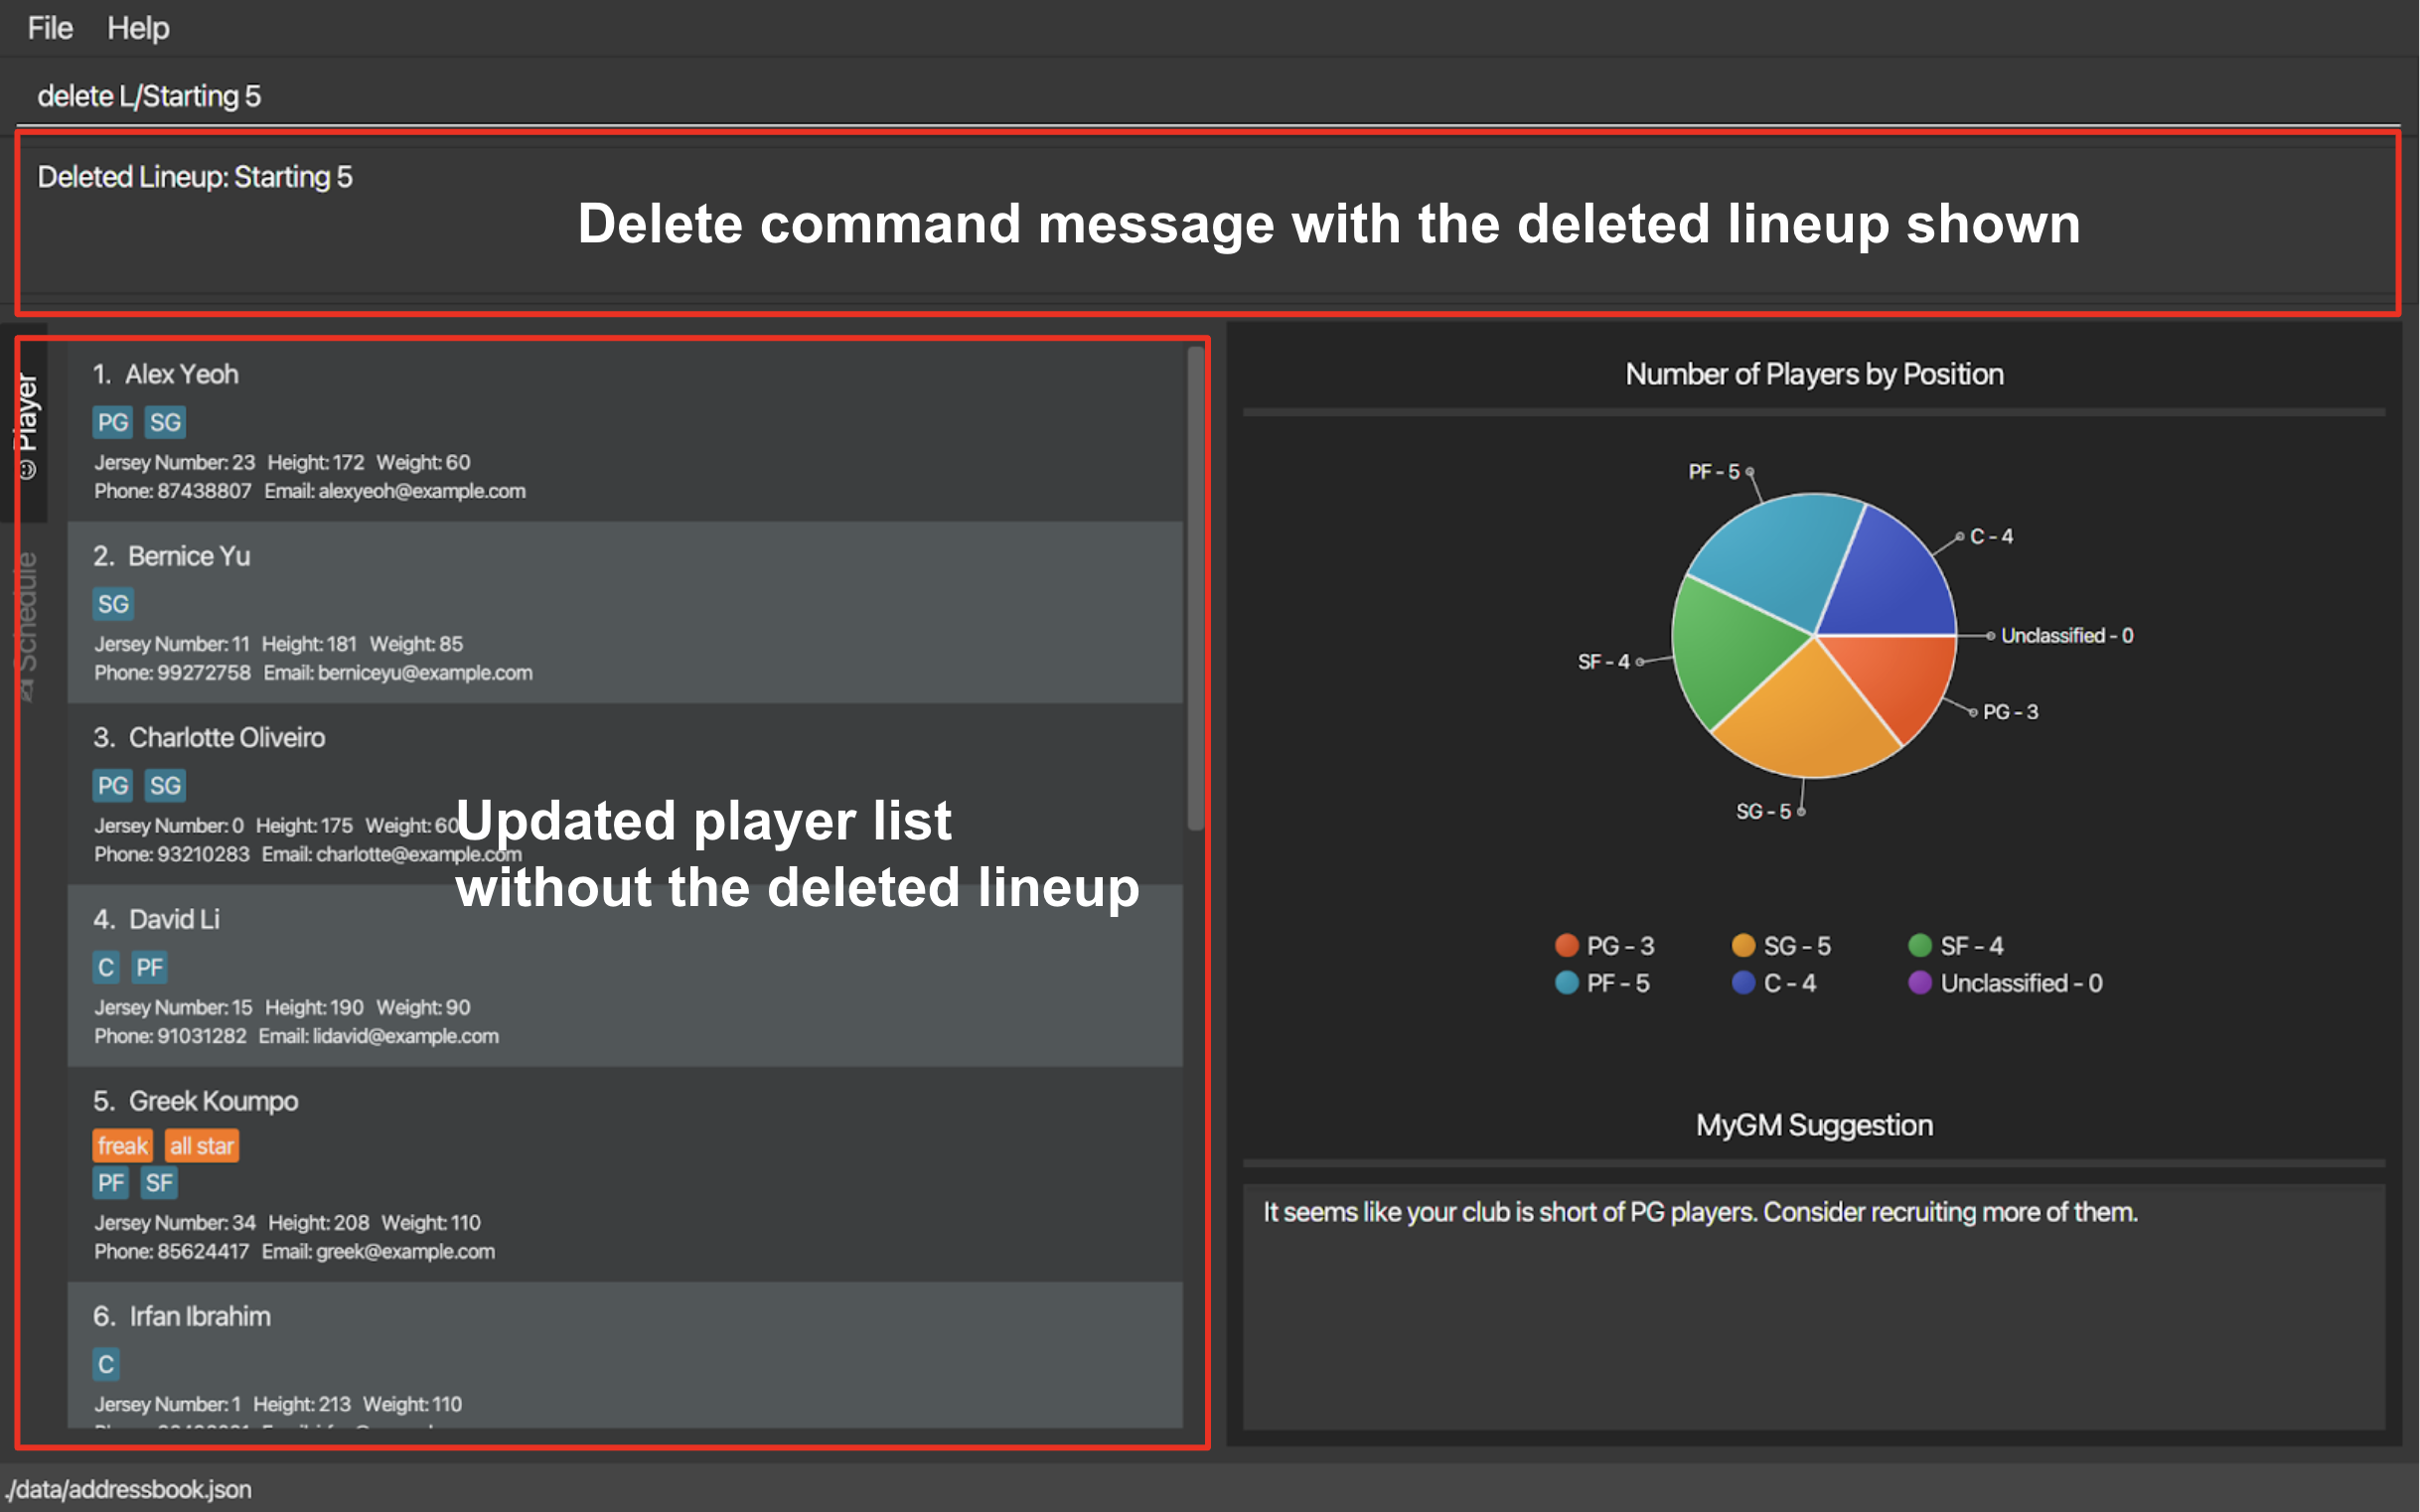 File Help
delete L/Starting 5
Deleted Lineup: Starting 5
Delete command message with the deleted lineup shown
Player
Schedule
1. Alex Yeoh
PG SG
Jersey Number: 23 Height: 172 Weight: 60
Phone: 87438807 Email: alexyeoh@example.com
2. Bernice Yu
SG
Jersey Number: 11 Height: 181 Weight: 85
Phone: 99272758 Email: berniceyu@example.com
3. Charlotte Oliveiro
PG SG
Jersey Number: 0 Height: 175 Weight: 60
Phone: 93210283 Email: charlotte@example.com
Updated player list
without the deleted lineup
4. David Li
C PF
Jersey Number: 15 Height: 190 Weight: 90
Phone: 91031282 Email: lidavid@example.com
5. Greek Koumpo
freak all star
PF SF
Jersey Number: 34 Height: 208 Weight: 110
Phone: 85624417 Email: greek@example.com
6. Irfan Ibrahim
C
Jersey Number: 1 Height: 213 Weight: 110
Number of Players by Position
PF - 5
C - 4
Unclassified - 0
SF - 4
PG - 3
SG - 5
PG - 3 SG - 5 SF - 4
PF - 5 C - 4 Unclassified - 0
MyGM Suggestion
It seems like your club is short of PG players. Consider recruiting more of them.
./data/addressbook.json